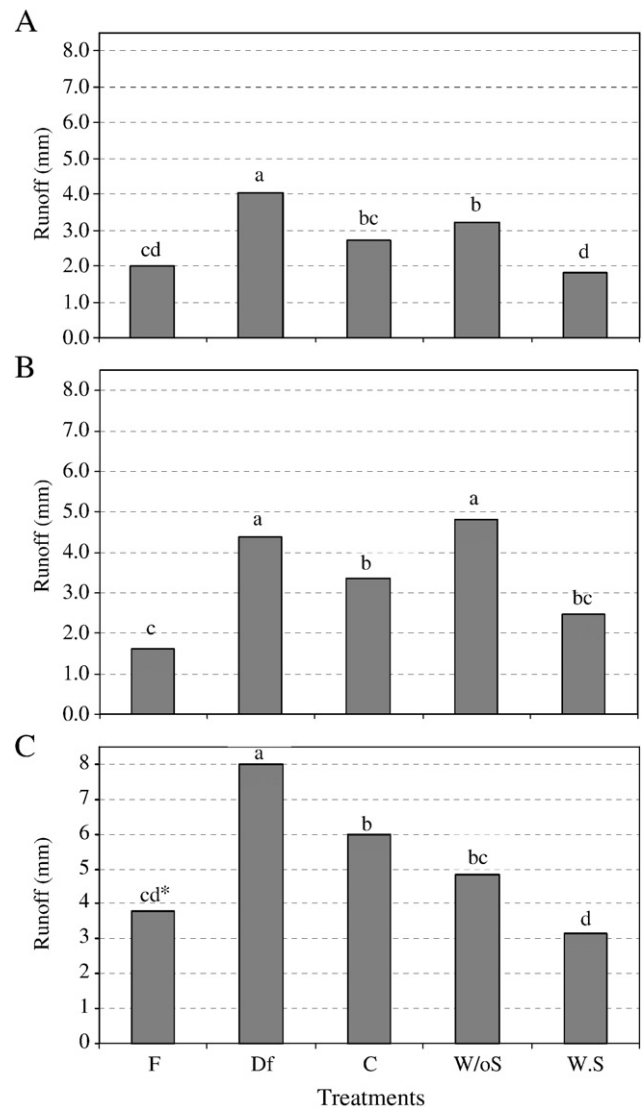 A
8.0
7.0
6.0
5.0
4.0
3.0
2.0
1.0
0.0
Runoff (mm)
cd
a
bc
b
d
B
8.0
7.0
6.0
5.0
4.0
3.0
2.0
1.0
0.0
Runoff (mm)
c
a
b
a
bc
C
8
7
6
5
4
3
2
1
0
Runoff (mm)
cd*
a
b
bc
d
F Df C W/oS W.S
Treatments